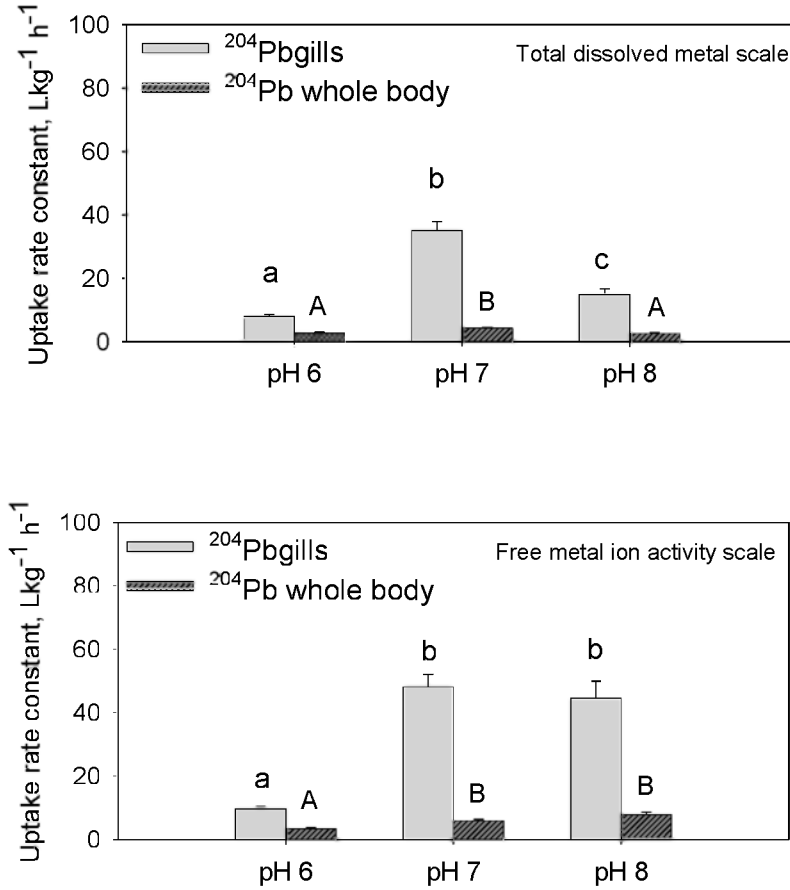 Uptake rate constant, Lkg⁻¹ h⁻¹
100
80
60
40
20
0
²⁰⁴Pbgills
²⁰⁴Pb whole body
Total dissolved metal scale
a
A
b
B
c
A
pH 6
pH 7
pH 8
Uptake rate constant, Lkg⁻¹ h⁻¹
100
80
60
40
20
0
²⁰⁴Pbgills
²⁰⁴Pb whole body
Free metal ion activity scale
a
A
b
B
b
B
pH 6
pH 7
pH 8